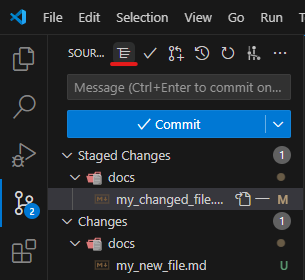 File
Edit
Selection
View
Go
Run
SOUR...
Message (Ctrl+Enter to commit on...
Commit
Staged Changes
1
docs
my_changed_file....
M
2
Changes
1
docs
my_new_file.md
U